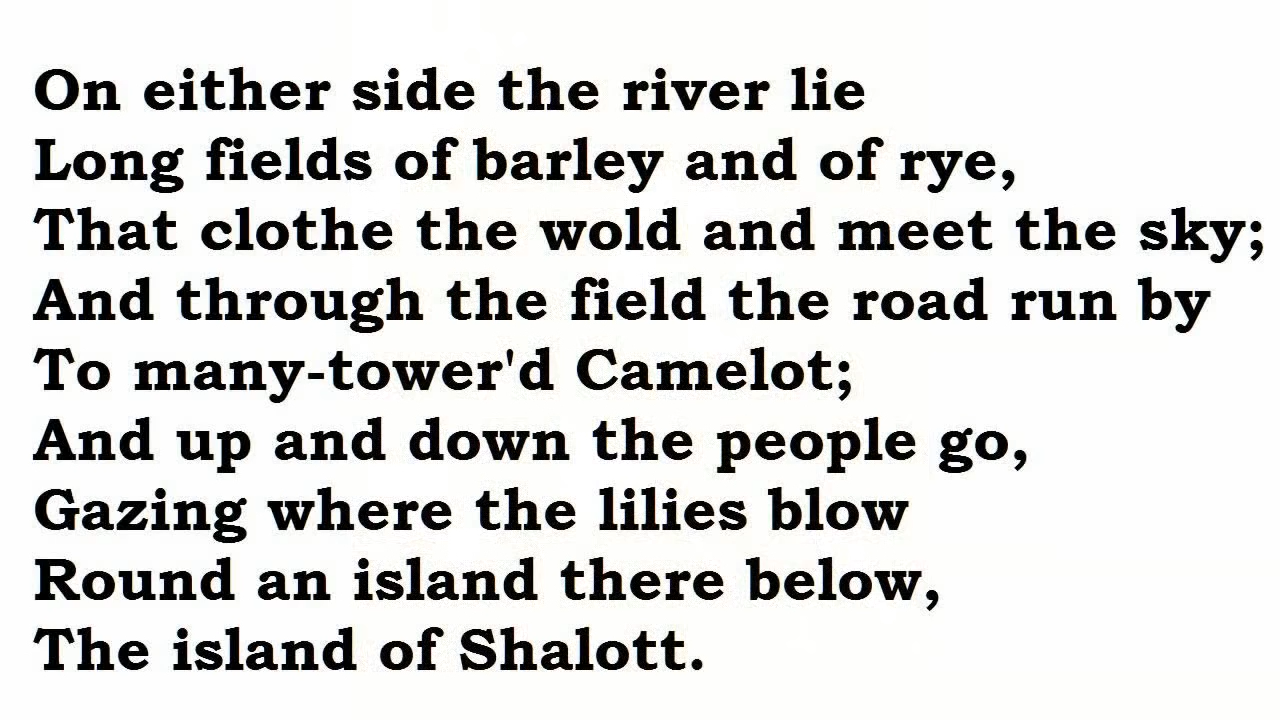 On either side the river lie
Long fields of barley and of rye,
That clothe the wold and meet the sky;
And through the field the road run by
To many-tower'd Camelot;
And up and down the people go,
Gazing where the lilies blow
Round an island there below,
The island of Shalott.